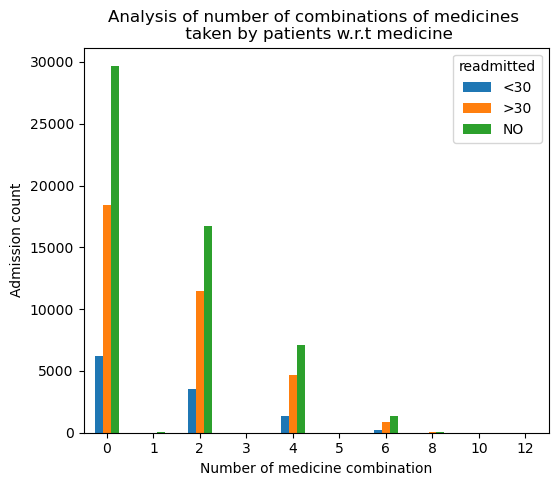 Analysis of number of combinations of medicines
taken by patients w.r.t medicine
readmitted
<30
>30
NO
30000
25000
20000
15000
10000
5000
0
Admission count
0 1 2 3 4 5 6 8 10 12
Number of medicine combination